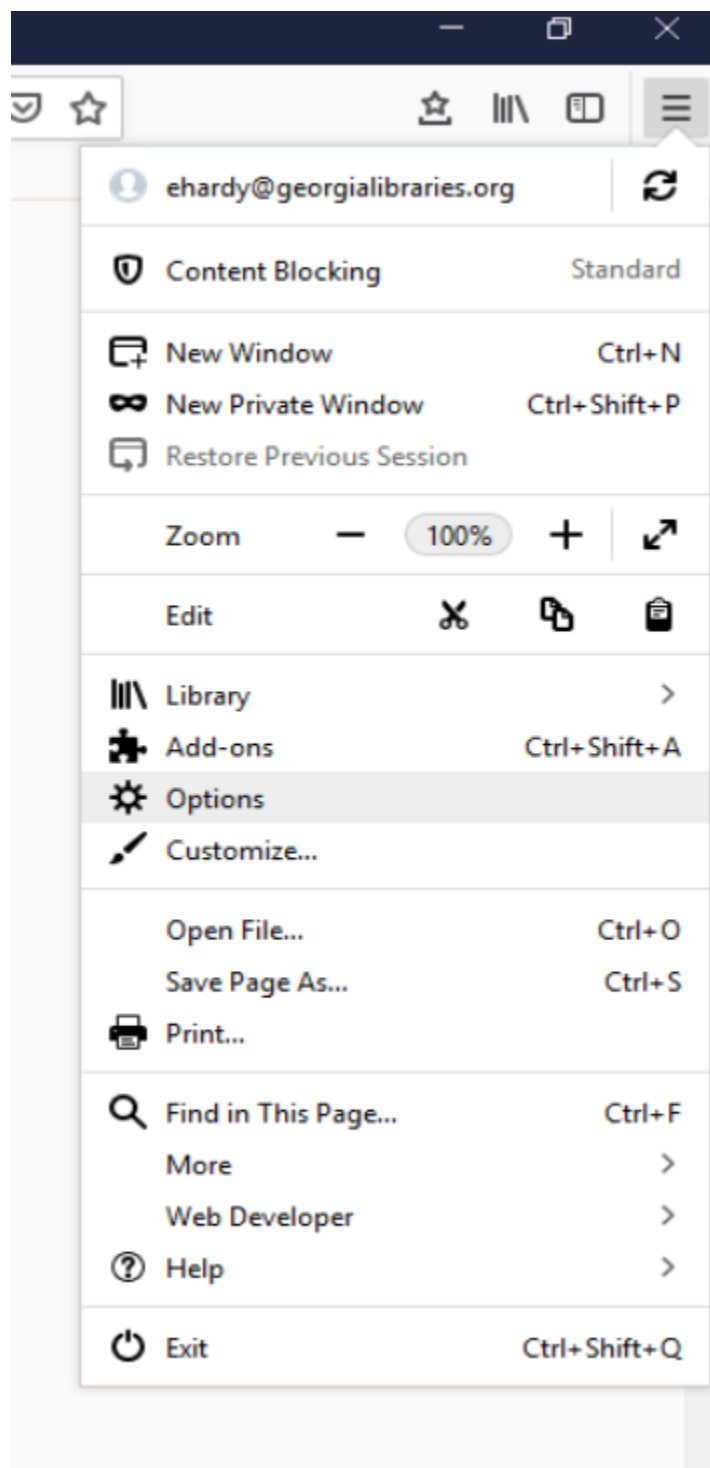 ehardy@georgialibraries.org
Content Blocking Standard
New Window Ctrl+N
New Private Window Ctrl+Shift+P
Restore Previous Session
Zoom 100%
Edit
Library
Add-ons Ctrl+Shift+A
Options
Customize...
Open File... Ctrl+O
Save Page As... Ctrl+S
Print...
Find in This Page... Ctrl+F
More
Web Developer
Help
Exit Ctrl+Shift+Q